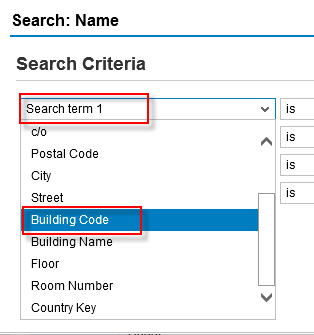 Search: Name
Search Criteria
Search term 1
is
c/o
is
Postal Code
is
City
Street
is
Building Code
Building Name
Floor
Room Number
Country Key